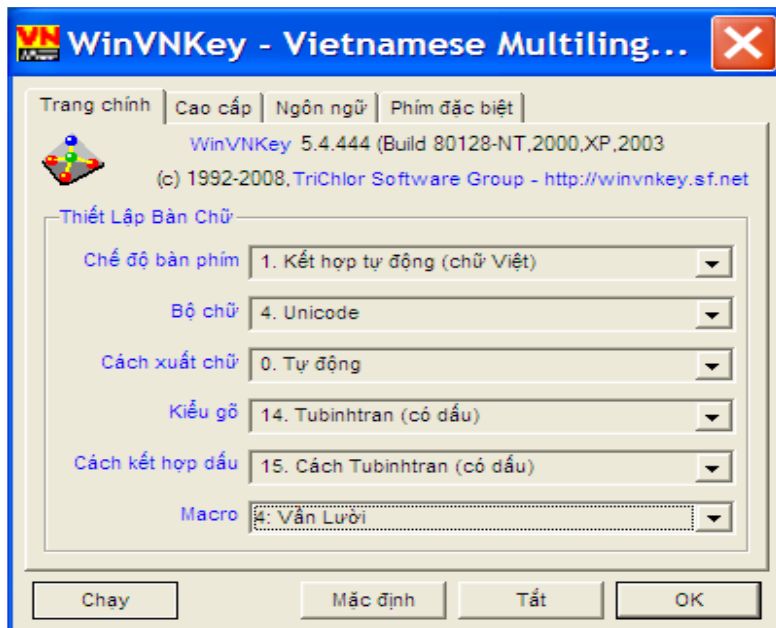 VN WinVNKey - Vietnamese Multiling...
Trang chính Cao cấp Ngôn ngữ Phím đặc biệt
WinVNKey 5.4.444 (Build 80128-NT,2000,XP,2003
(c) 1992-2008, TriChlor Software Group - http://winvnkey.sf.net
Thiết Lập Bàn Chữ
Chế độ bàn phím 1. Kết hợp tự động (chữ Việt)
Bộ chữ 4. Unicode
Cách xuất chữ 0. Tự động
Kiểu gõ 14. Tubinhtran (có dấu)
Cách kết hợp dấu 15. Cách Tubinhtran (có dấu)
Macro 4: Vần Lười
Chạy Mặc định Tắt OK